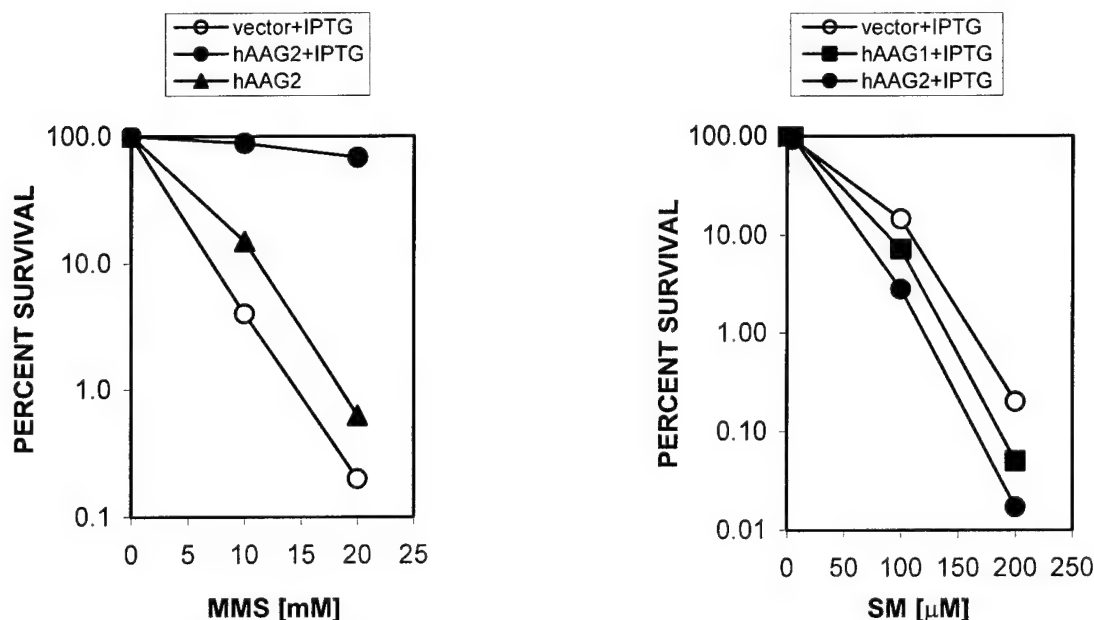 vector+IPTG
hAAG2+IPTG
hAAG2
100.0
10.0
1.0
0.1
0 5 10 15 20 25
PERCENT SURVIVAL
MMS [mM]
vector+IPTG
hAAG1+IPTG
hAAG2+IPTG
100.00
10.00
1.00
0.10
0.01
0 50 100 150 200 250
PERCENT SURVIVAL
SM [μM]